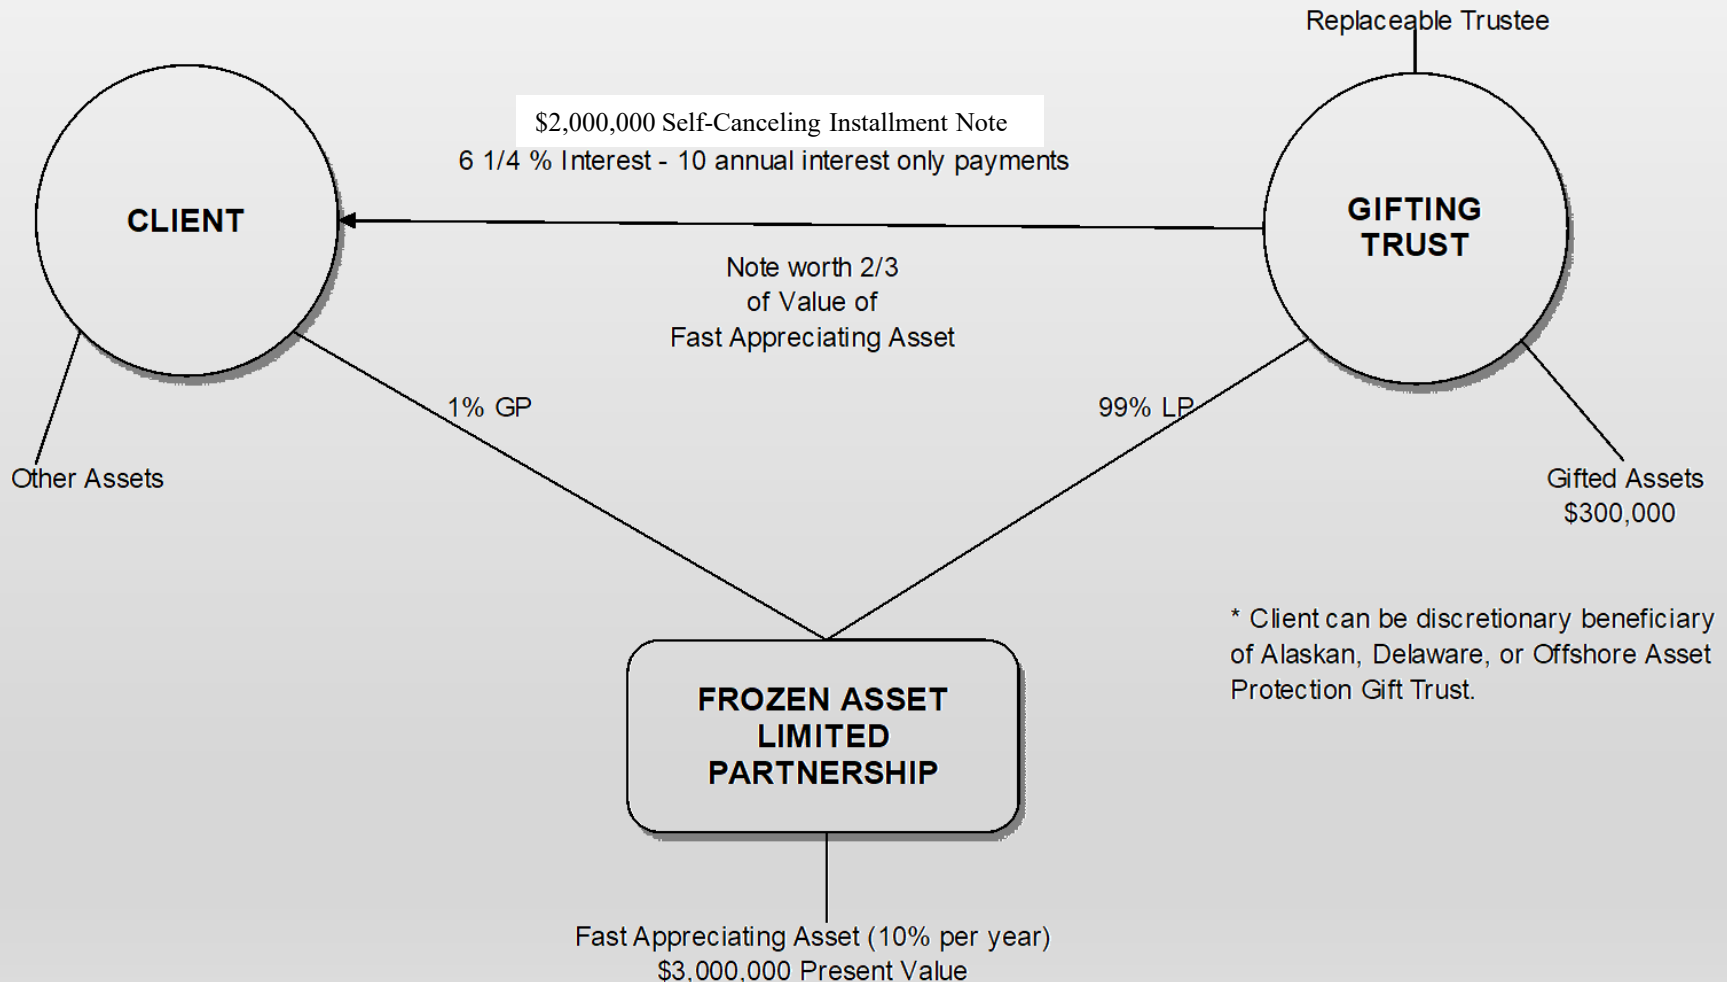 Replaceable Trustee
$2,000,000 Self-Canceling Installment Note
6 1/4 % Interest - 10 annual interest only payments
CLIENT
GIFTING
TRUST
Note worth 2/3
of Value of
Fast Appreciating Asset
1% GP
99% LP
Other Assets
Gifted Assets
$300,000
* Client can be discretionary beneficiary
of Alaskan, Delaware, or Offshore Asset
Protection Gift Trust.
FROZEN ASSET
LIMITED
PARTNERSHIP
Fast Appreciating Asset (10% per year)
$3,000,000 Present Value